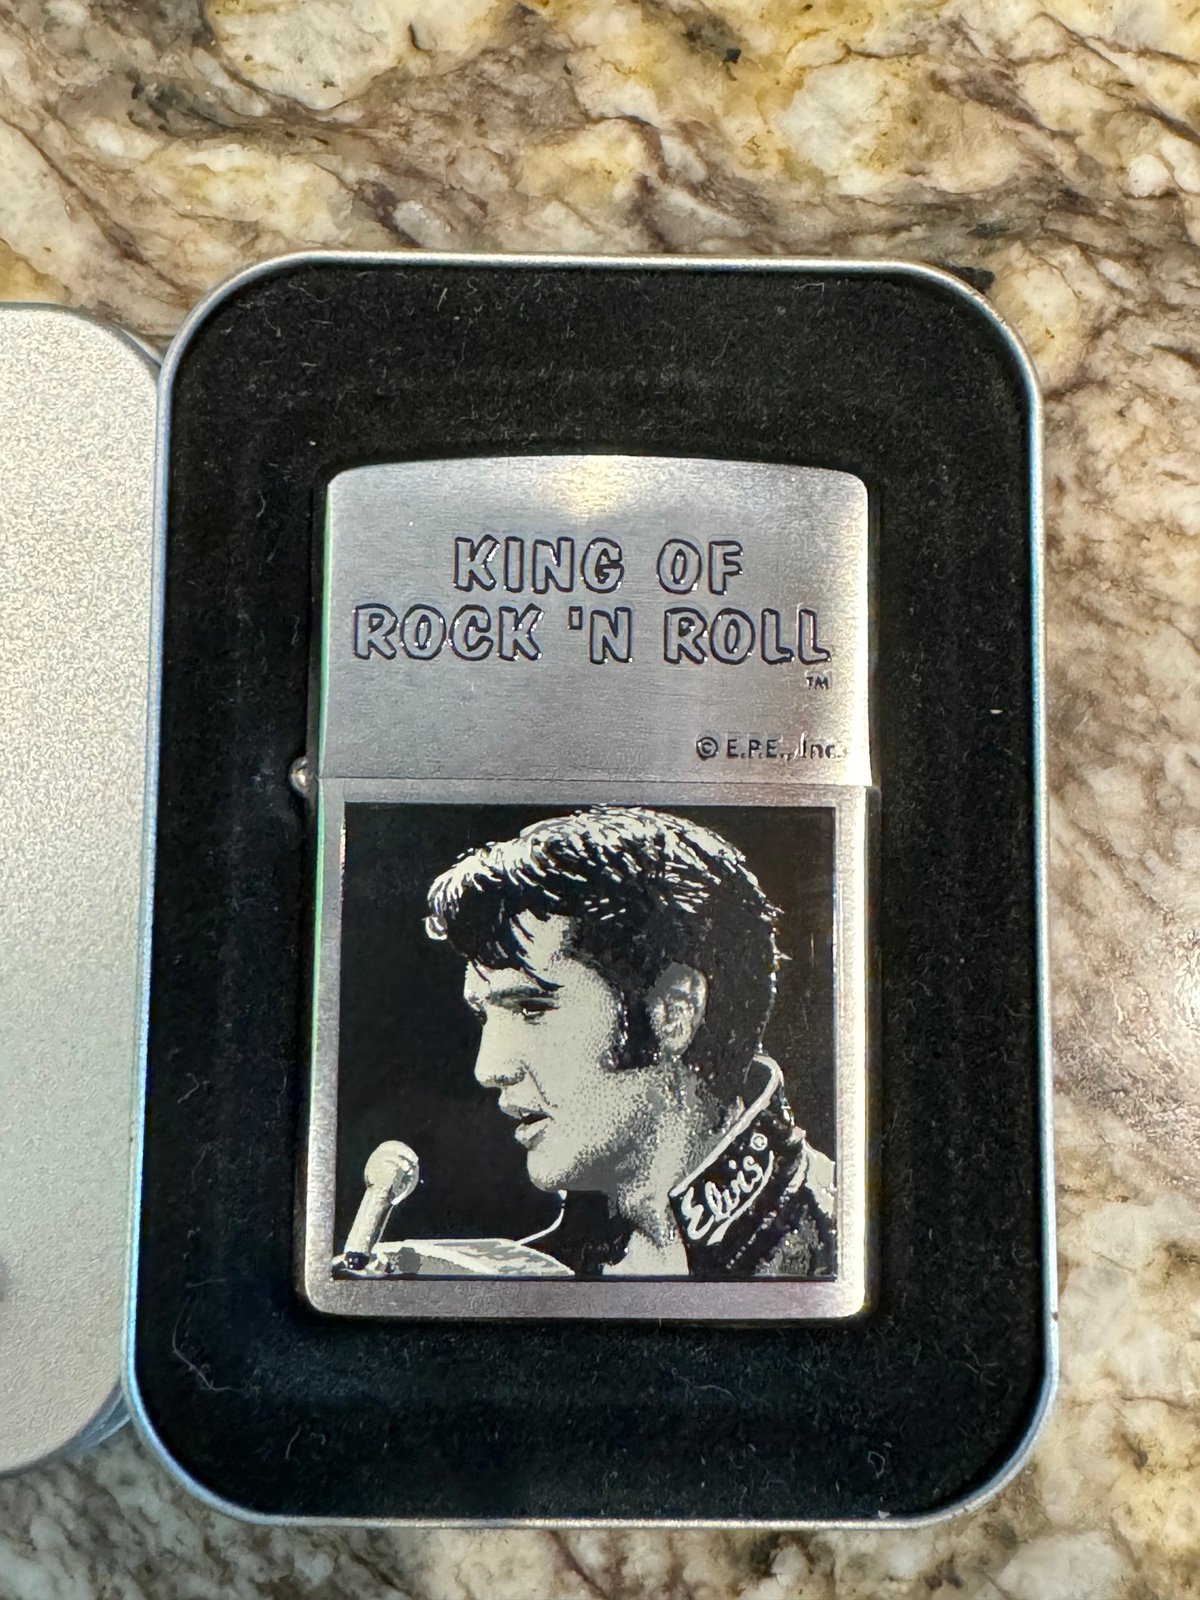 KING OF
ROCK 'N ROLL
TM
© E.P.E., Inc.
Elvis®